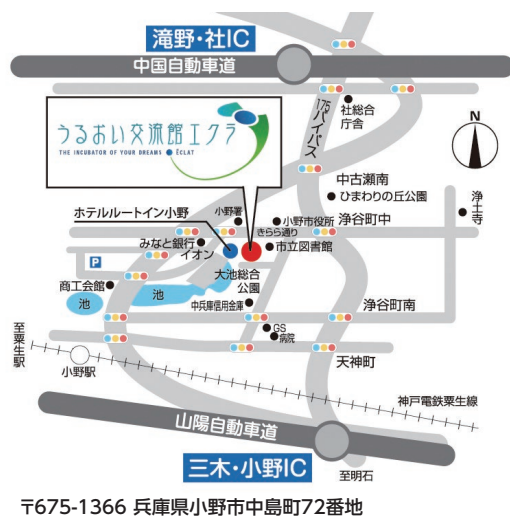 滝野・社IC
中国自動車道
うるおい交流館エクラ
THE INCUBATOR OF YOUR DREAMS ECLAT
175バイパス
社総合
庁舎
N
中古瀬南
ひまわりの丘公園
浄土寺
ホテルルートイン小野
小野署
小野市役所
浄谷町中
きらら通り
みなと銀行
イオン
市立図書館
P
商工会館
大池総合
公園
池
池
中兵庫信用金庫
浄谷町南
GS
病院
至粟生駅
天神町
小野駅
神戸電鉄粟生線
山陽自動車道
三木・小野IC
至明石
〒675-1366 兵庫県小野市中島町72番地